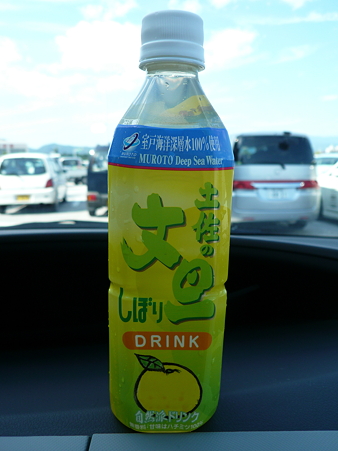 室戸海洋深層水100%使用
MUROTO Deep Sea Water
土佐の
文旦
しぼり
DRINK
自然派ドリンク